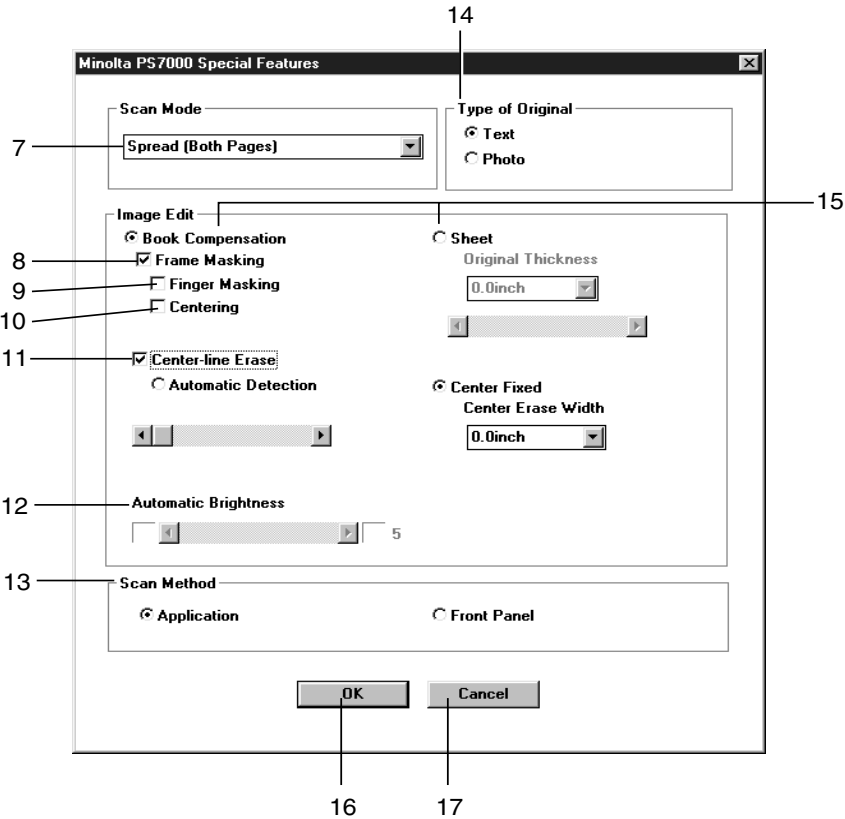 14
Minolta PS7000 Special Features
Scan Mode
Type of Original
7
Spread (Both Pages)
Text
Photo
15
Image Edit
Book Compensation
Sheet
8
Frame Masking
Original Thickness
9
Finger Masking
0.0inch
10
Centering
11
Center-line Erase
Automatic Detection
Center Fixed
Center Erase Width
0.0inch
12
Automatic Brightness
5
13
Scan Method
Application
Front Panel
OK
Cancel
16
17